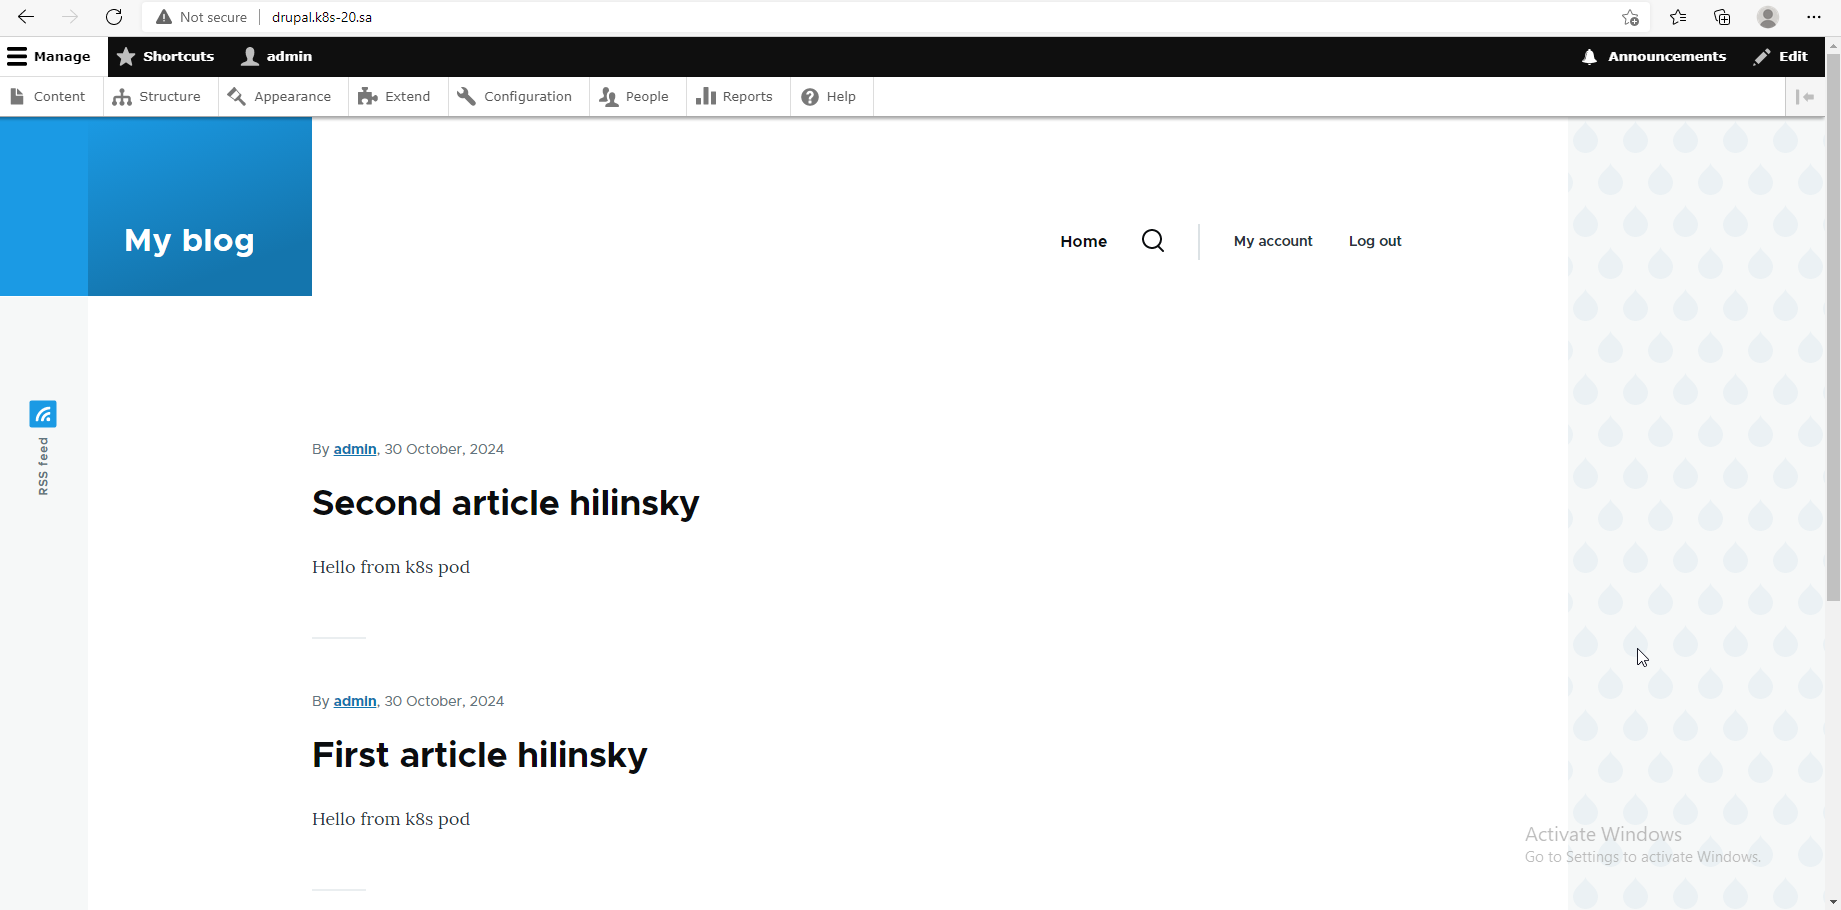 Not secure drupal.k8s-20.sa
Manage Shortcuts admin Announcements Edit
Content Structure Appearance Extend Configuration People Reports Help
My blog
Home My account Log out
RSS feed
By admin, 30 October, 2024
Second article hilinsky
Hello from k8s pod
By admin, 30 October, 2024
First article hilinsky
Hello from k8s pod
Activate Windows
Go to Settings to activate Windows.